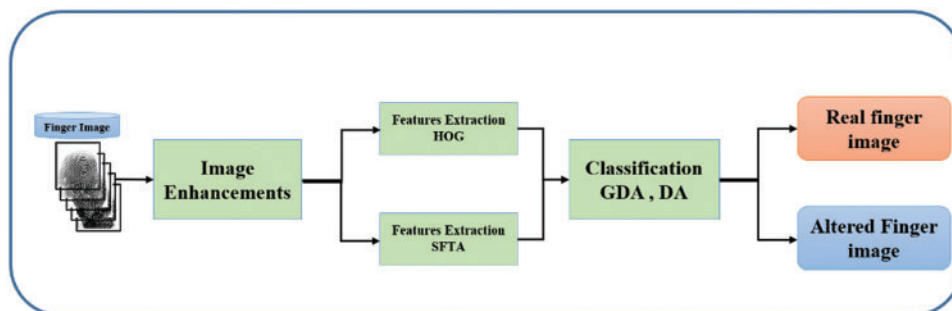 Finger Image
Image
Enhancements
Features Extraction
HOG
Features Extraction
SFTA
Classification
GDA , DA
Real finger
image
Altered Finger
image